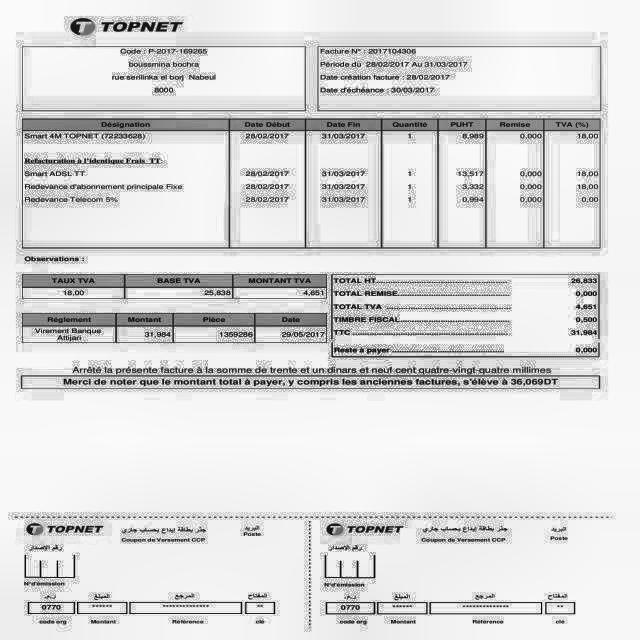 TOPNET
Code : P-2017-169265
boussmina bochra
rue serilinka el borj Nabeul
8000
Facture N° : 2017104306
Période du 28/02/2017 Au 31/03/2017
Date création facture : 28/02/2017
Date d'échéance : 30/03/2017
Désignation Date Début Date Fin Quantité PUHT Remise TVA (%)
Smart 4M TOPNET (72233628) 28/02/2017 31/03/2017 1 8,989 0,000 18,00
Refacturation à l'identique Frais TT:
Smart ADSL TT 28/02/2017 31/03/2017 1 13,517 0,000 18,00
Redevance d'abonnement principale Fixe 28/02/2017 31/03/2017 1 3,332 0,000 18,00
Redevance Telecom 5% 28/02/2017 31/03/2017 1 0,994 0,000 0,00
Observations :
TAUX TVA BASE TVA MONTANT TVA
18,00 25,838 4,651
TOTAL HT 26,833
TOTAL REMISE 0,000
TOTAL TVA 4,651
TIMBRE FISCAL 0,500
TTC 31,984
Reste à payer 0,000
Règlement Montant Pièce Date
Virement Banque Attijari 31,984 1359286 29/05/2017
Arrêté la présente facture à la somme de trente et un dinars et neuf cent quatre-vingt-quatre millimes
Merci de noter que le montant total à payer, y compris les anciennes factures, s'élève à 36,069DT
TOPNET جذر بطاقة إيداع بحساب جاري البريد
Coupon de Versement CCP Poste
رقم الإصدار
N°d'émission
ر.م. المبلغ المرجع المفتاح
0770 ****** ************** **
code org Montant Référence clé
TOPNET جذر بطاقة إيداع بحساب جاري البريد
Coupon de Versement CCP Poste
رقم الإصدار
N°d'émission
ر.م. المبلغ المرجع المفتاح
0770 ****** ************** **
code org Montant Référence clé